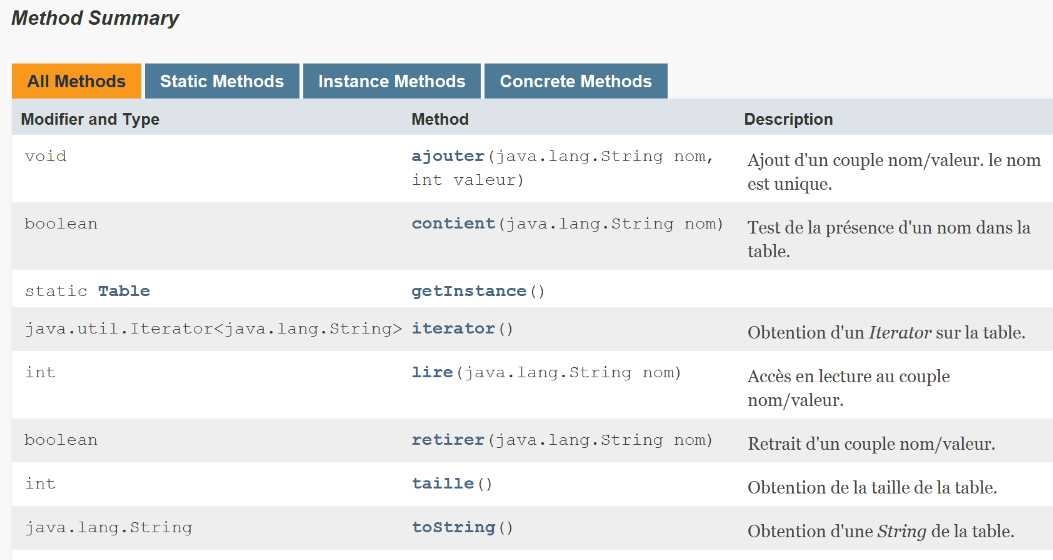 Method Summary
All Methods Static Methods Instance Methods Concrete Methods
Modifier and Type Method Description
void ajouter(java.lang.String nom, Ajout d'un couple nom/valeur. le nom
int valeur) est unique.
boolean contient(java.lang.String nom) Test de la présence d'un nom dans la
table.
static Table getInstance()
java.util.Iterator<java.lang.String> iterator() Obtention d'un Iterator sur la table.
int lire(java.lang.String nom) Accès en lecture au couple
nom/valeur.
boolean retirer(java.lang.String nom) Retrait d'un couple nom/valeur.
int taille() Obtention de la taille de la table.
java.lang.String toString() Obtention d'une String de la table.